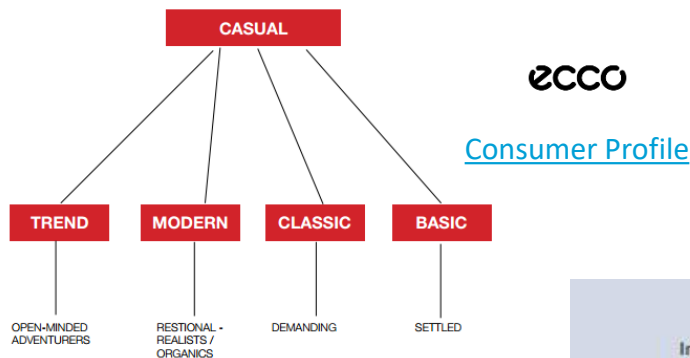 CASUAL
ecco
Consumer Profile
TREND
MODERN
CLASSIC
BASIC
OPEN-MINDED
ADVENTURERS
RESTIONAL -
REALISTS /
ORGANICS
DEMANDING
SETTLED